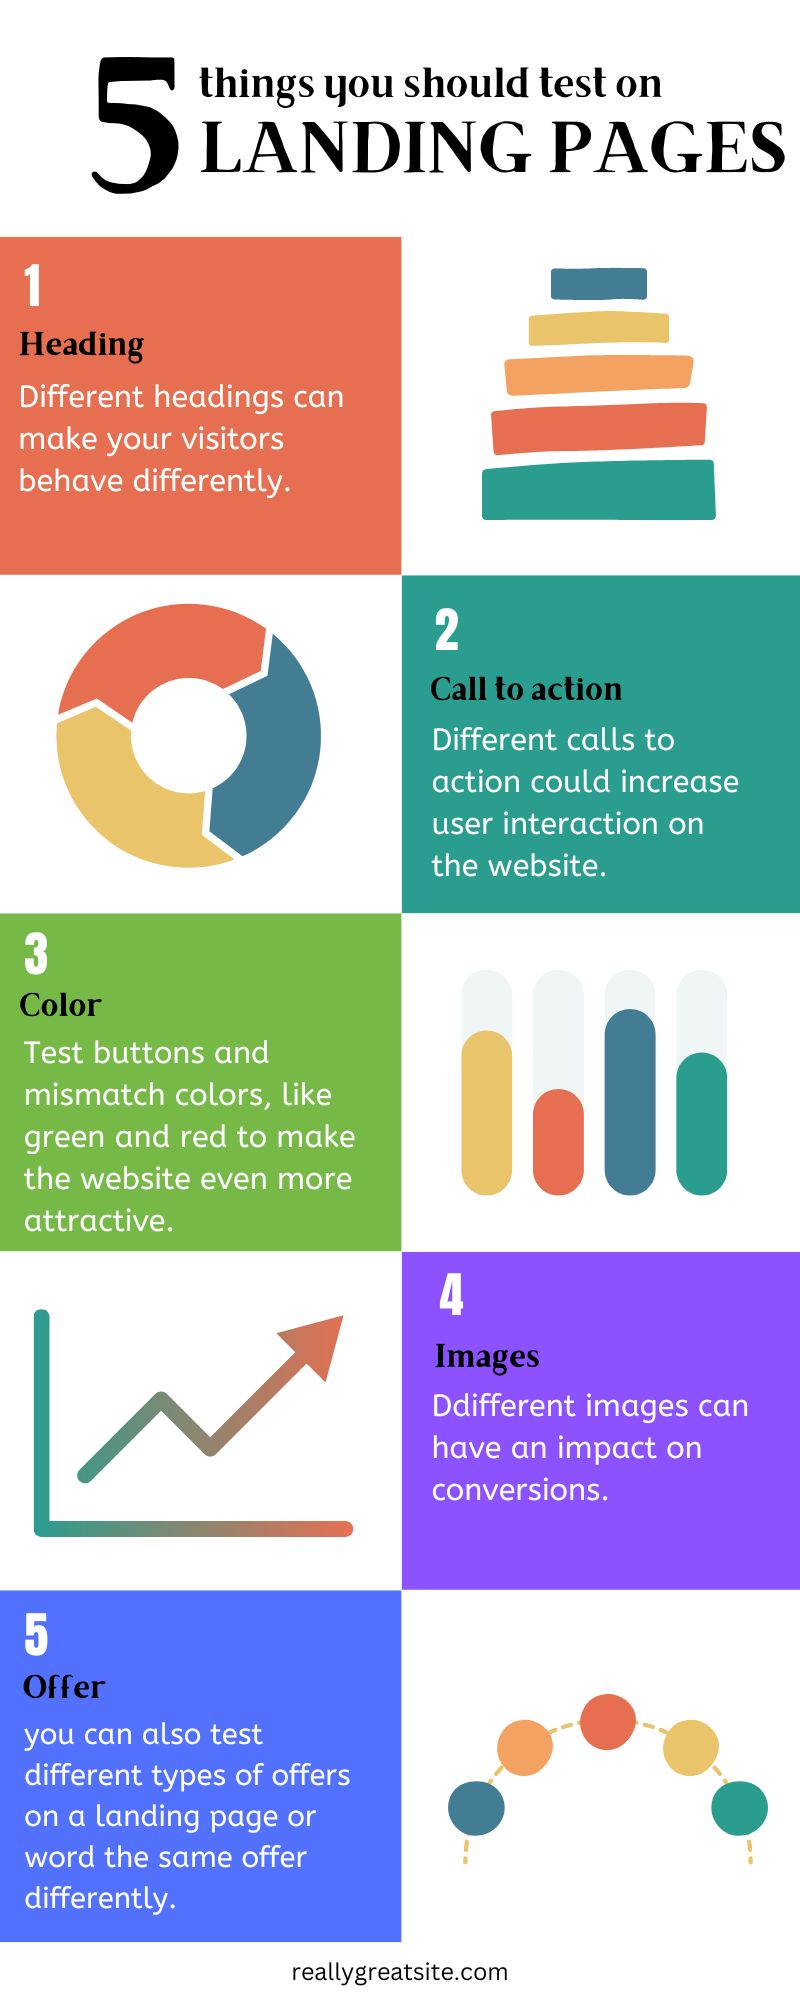 5 things you should test on
LANDING PAGES
1
Heading
Different headings can
make your visitors
behave differently.
2
Call to action
Different calls to
action could increase
user interaction on
the website.
3
Color
Test buttons and
mismatch colors, like
green and red to make
the website even more
attractive.
4
Images
Ddifferent images can
have an impact on
conversions.
5
Offer
you can also test
different types of offers
on a landing page or
word the same offer
differently.
reallygreatsite.com